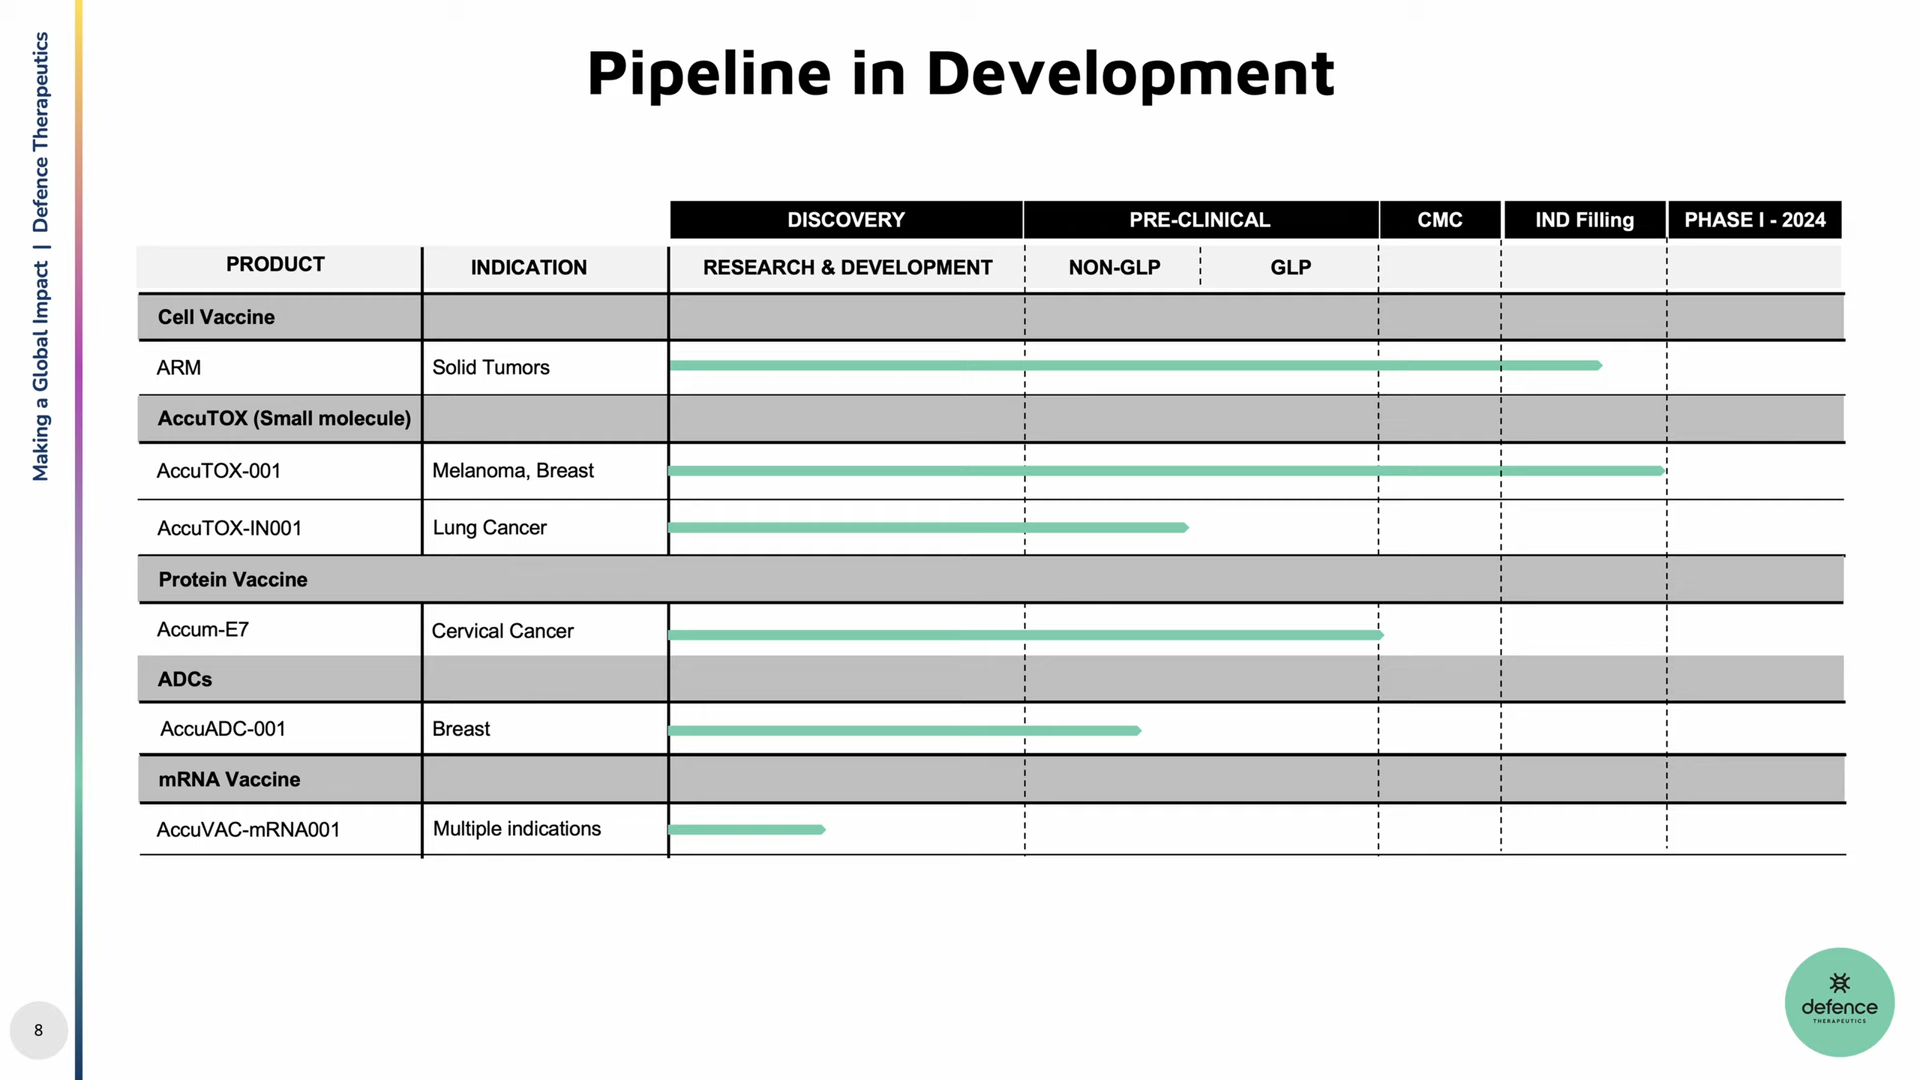 Pipeline in Development
Making a Global Impact | Defence Therapeutics
DISCOVERY PRE-CLINICAL CMC IND Filling PHASE I - 2024
PRODUCT INDICATION RESEARCH & DEVELOPMENT NON-GLP GLP
Cell Vaccine
ARM Solid Tumors
AccuTOX (Small molecule)
AccuTOX-001 Melanoma, Breast
AccuTOX-IN001 Lung Cancer
Protein Vaccine
Accum-E7 Cervical Cancer
ADCs
AccuADC-001 Breast
mRNA Vaccine
AccuVAC-mRNA001 Multiple indications
8
defence
THERAPEUTICS